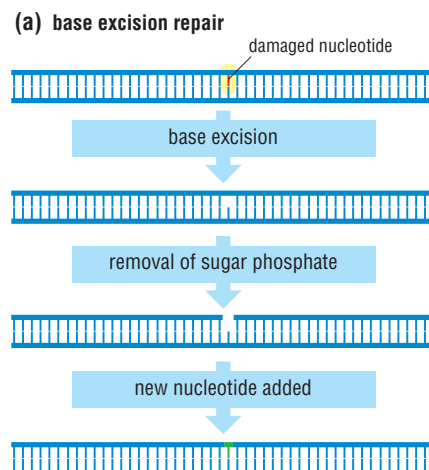 (a) base excision repair
damaged nucleotide
base excision
removal of sugar phosphate
new nucleotide added